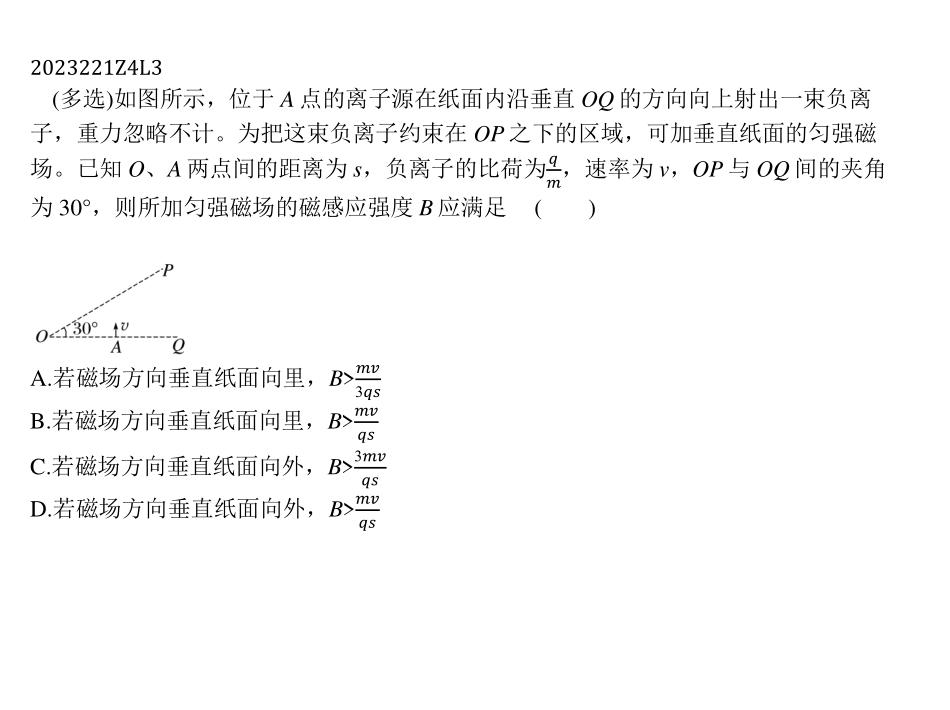 2023221Z4L3
(多选)如图所示，位于 A 点的离子源在纸面内沿垂直 OQ 的方向向上射出一束负离
子，重力忽略不计。为把这束负离子约束在 OP 之下的区域，可加垂直纸面的匀强磁
场。已知 O、A 两点间的距离为 s，负离子的比荷为q/m，速率为 v，OP 与 OQ 间的夹角
为 30°，则所加匀强磁场的磁感应强度 B 应满足 (  )
P
O 30° v
A Q
A.若磁场方向垂直纸面向里，B>mv/3qs
B.若磁场方向垂直纸面向里，B>mv/qs
C.若磁场方向垂直纸面向外，B>3mv/qs
D.若磁场方向垂直纸面向外，B>mv/qs